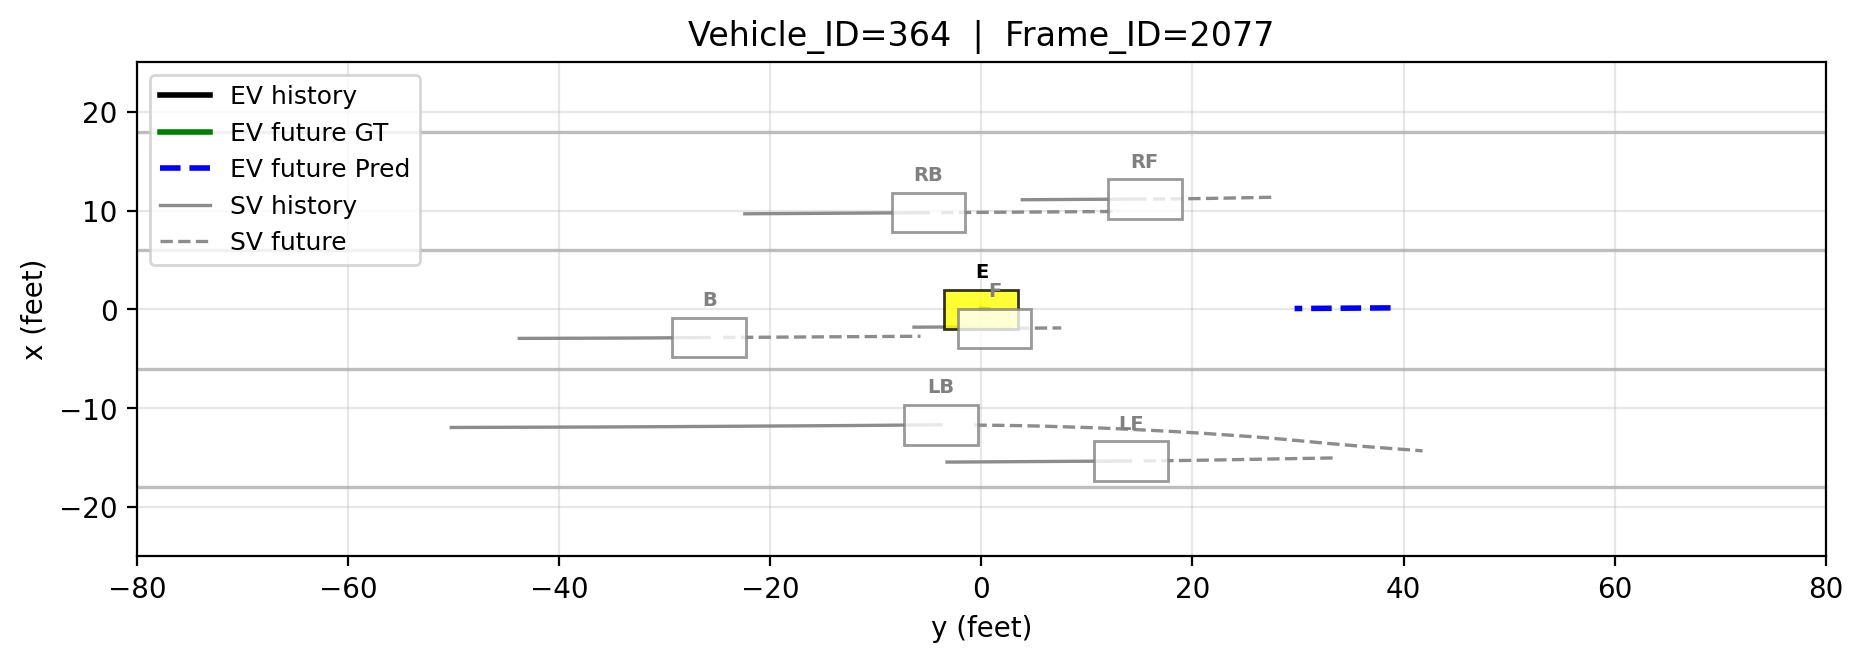 Vehicle_ID=364 | Frame_ID=2077
EV history
EV future GT
EV future Pred
SV history
SV future
RB
RF
E
F
B
LB
LF
20
10
0
−10
−20
x (feet)
−80
−60
−40
−20
0
20
40
60
80
y (feet)